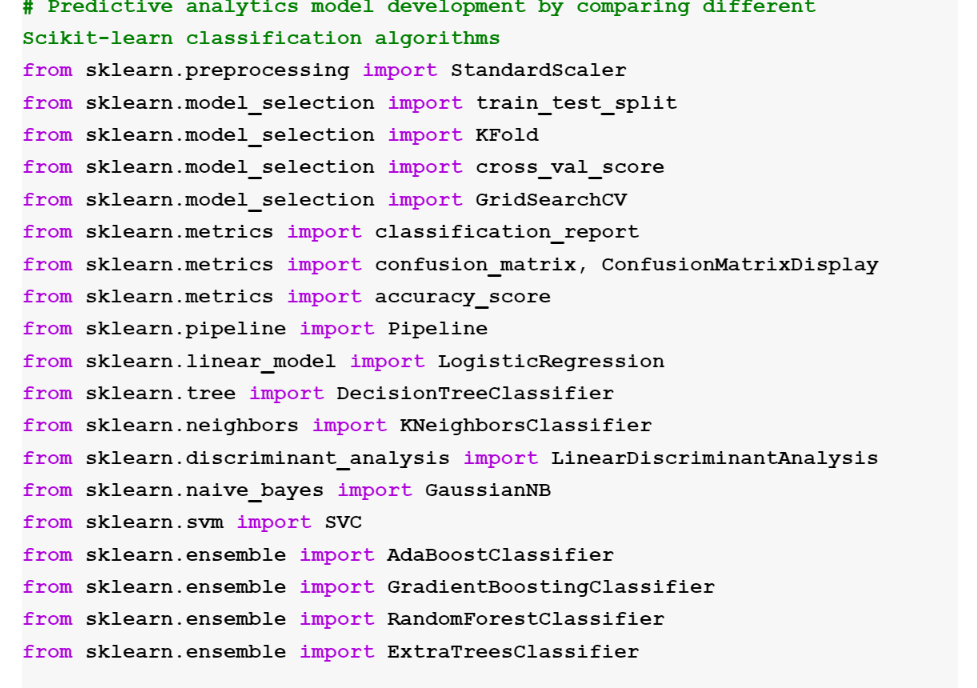 # Predictive analytics model development by comparing different
Scikit-learn classification algorithms
from sklearn.preprocessing import StandardScaler
from sklearn.model_selection import train_test_split
from sklearn.model_selection import KFold
from sklearn.model_selection import cross_val_score
from sklearn.model_selection import GridSearchCV
from sklearn.metrics import classification_report
from sklearn.metrics import confusion_matrix, ConfusionMatrixDisplay
from sklearn.metrics import accuracy_score
from sklearn.pipeline import Pipeline
from sklearn.linear_model import LogisticRegression
from sklearn.tree import DecisionTreeClassifier
from sklearn.neighbors import KNeighborsClassifier
from sklearn.discriminant_analysis import LinearDiscriminantAnalysis
from sklearn.naive_bayes import GaussianNB
from sklearn.svm import SVC
from sklearn.ensemble import AdaBoostClassifier
from sklearn.ensemble import GradientBoostingClassifier
from sklearn.ensemble import RandomForestClassifier
from sklearn.ensemble import ExtraTreesClassifier